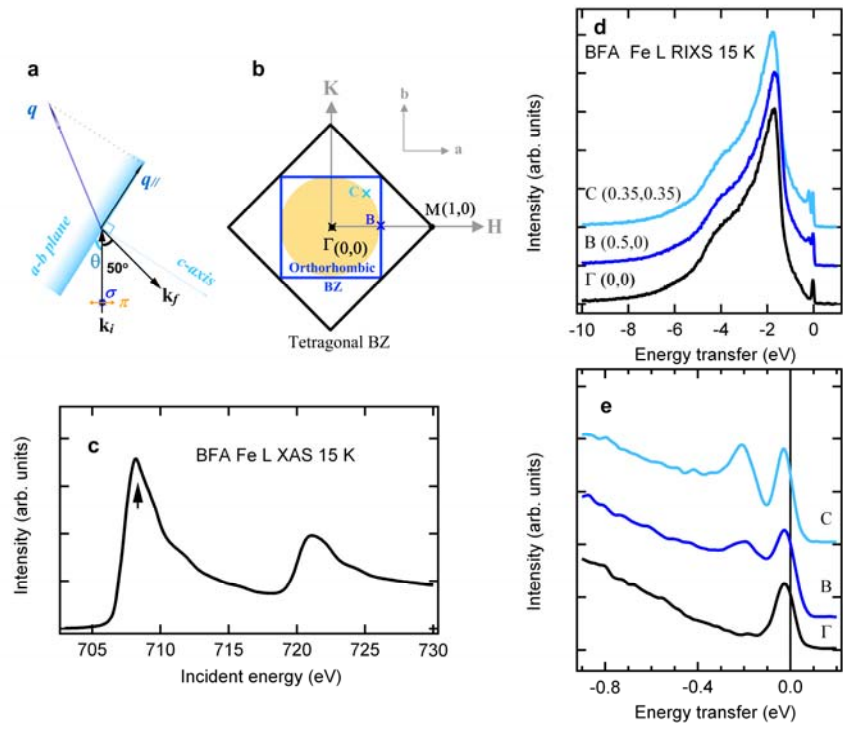 a
q
q//
a-b plane
θ
50°
c-axis
σ
π
kf
ki
b
K
b
a
C
B
M(1,0)
H
Γ(0,0)
Orthorhombic
BZ
Tetragonal BZ
c
BFA Fe L XAS 15 K
Intensity (arb. units)
705 710 715 720 725 730
Incident energy (eV)
d
BFA Fe L RIXS 15 K
Intensity (arb. units)
C (0.35,0.35)
B (0.5,0)
Γ (0,0)
-10 -8 -6 -4 -2 0
Energy transfer (eV)
e
Intensity (arb. units)
C
B
Γ
-0.8 -0.4 0.0
Energy transfer (eV)